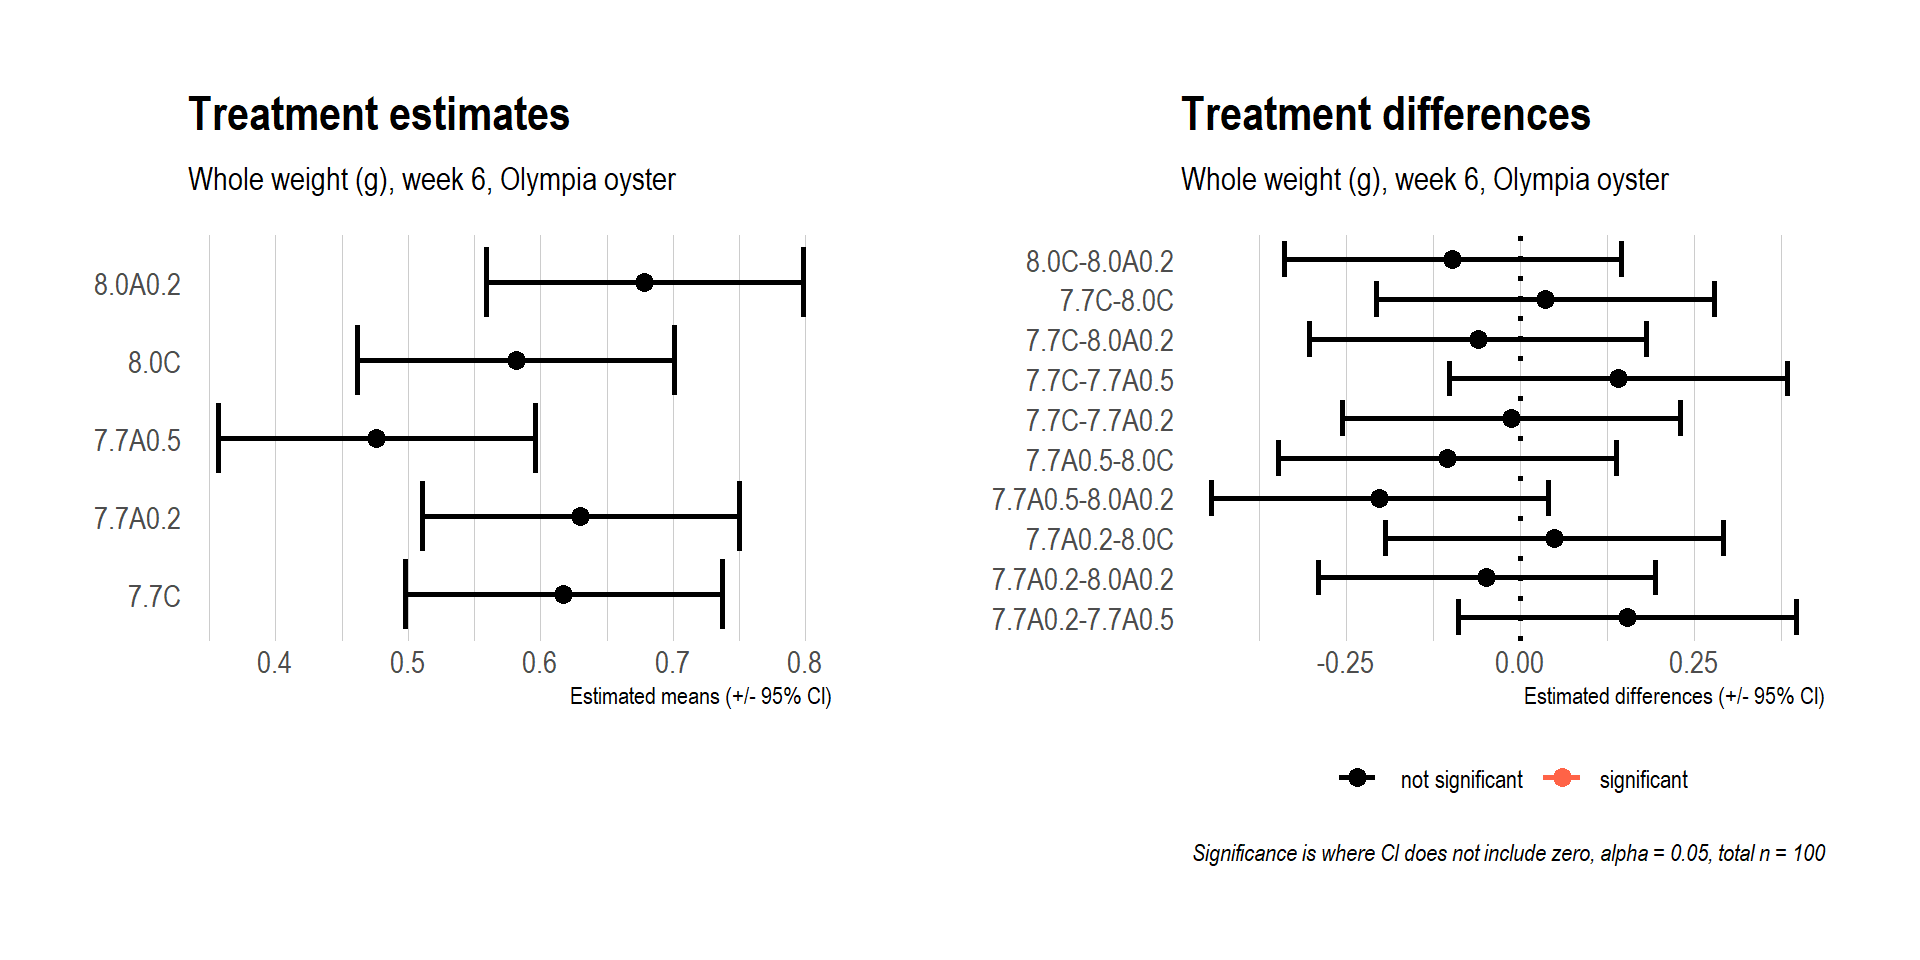 Treatment estimates
Whole weight (g), week 6, Olympia oyster
8.0A0.2
8.0C
7.7A0.5
7.7A0.2
7.7C
0.4 0.5 0.6 0.7 0.8
Estimated means (+/- 95% CI)
Treatment differences
Whole weight (g), week 6, Olympia oyster
8.0C-8.0A0.2
7.7C-8.0C
7.7C-8.0A0.2
7.7C-7.7A0.5
7.7C-7.7A0.2
7.7A0.5-8.0C
7.7A0.5-8.0A0.2
7.7A0.2-8.0C
7.7A0.2-8.0A0.2
7.7A0.2-7.7A0.5
-0.25 0.00 0.25
Estimated differences (+/- 95% CI)
not significant significant
Significance is where CI does not include zero, alpha = 0.05, total n = 100